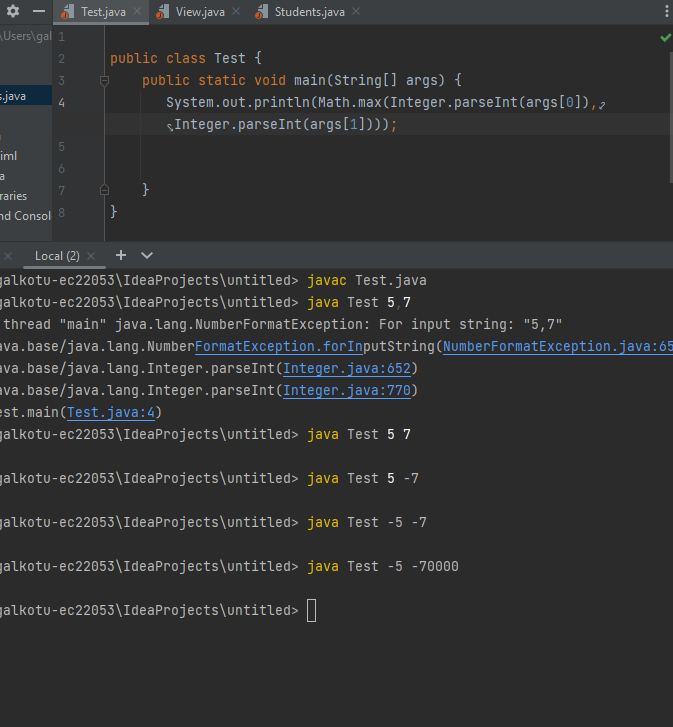 Test.java View.java Students.java
\Users\gal
1
2 public class Test {
s.java 3 public static void main(String[] args) {
4 System.out.println(Math.max(Integer.parseInt(args[0]),
Integer.parseInt(args[1])));
5
iml 6
a
raries 7 }
nd Consol 8 }
Local (2)
galkotu-ec22053\IdeaProjects\untitled> javac Test.java
galkotu-ec22053\IdeaProjects\untitled> java Test 5,7
thread "main" java.lang.NumberFormatException: For input string: "5,7"
ava.base/java.lang.NumberFormatException.forInputString(NumberFormatException.java:65
ava.base/java.lang.Integer.parseInt(Integer.java:652)
ava.base/java.lang.Integer.parseInt(Integer.java:770)
est.main(Test.java:4)
galkotu-ec22053\IdeaProjects\untitled> java Test 5 7
galkotu-ec22053\IdeaProjects\untitled> java Test 5 -7
galkotu-ec22053\IdeaProjects\untitled> java Test -5 -7
galkotu-ec22053\IdeaProjects\untitled> java Test -5 -70000
galkotu-ec22053\IdeaProjects\untitled>